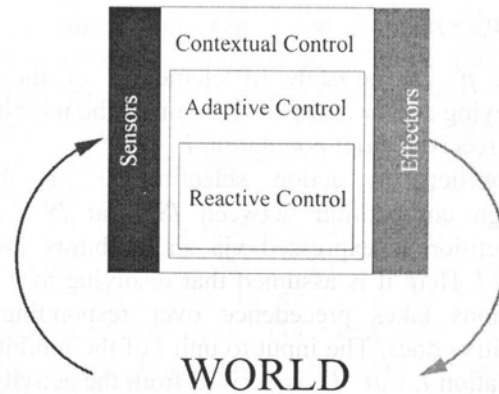 Contextual Control
Adaptive Control
Reactive Control
Sensors
Effectors
WORLD